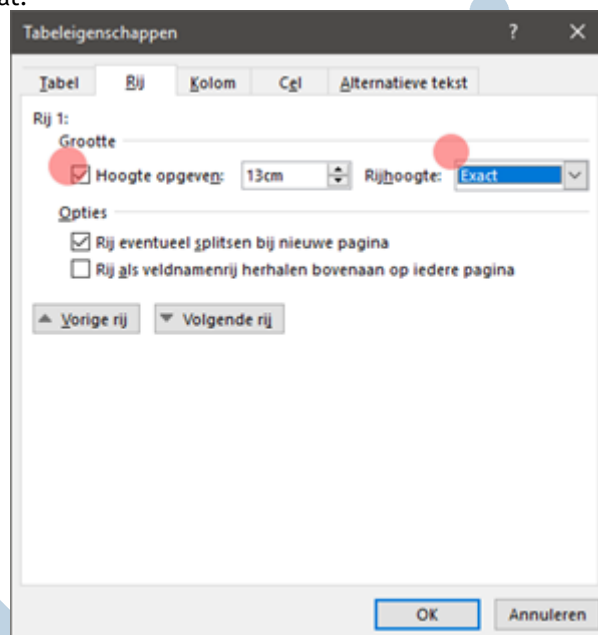 at.
Tabeleigenschappen ? ×
Tabel Rij Kolom Cel Alternatieve tekst
Rij 1:
Grootte
Hoogte opgeven: 13cm Rijhoogte: Exact
Opties
Rij eventueel splitsen bij nieuwe pagina
Rij als veldnamenrij herhalen bovenaan op iedere pagina
Vorige rij Volgende rij
OK Annuleren